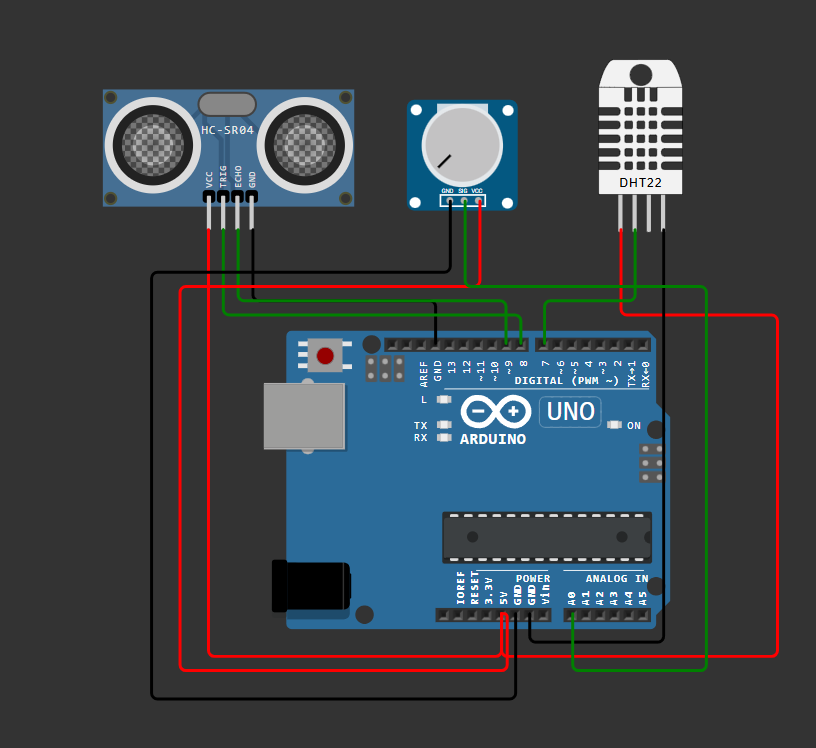 HC-SR04
VCC
TRIG
ECHO
GND
GND SIG VCC
DHT22
AREF
GND
13
12
~11
~10
~9
8
7
~6
~5
4
~3
2
TX→1
RX←0
DIGITAL (PWM ~)
L
UNO
TX
RX
ON
ARDUINO
POWER
ANALOG IN
IOREF
RESET
3.3V
5V
GND
GND
Vin
A0
A1
A2
A3
A4
A5